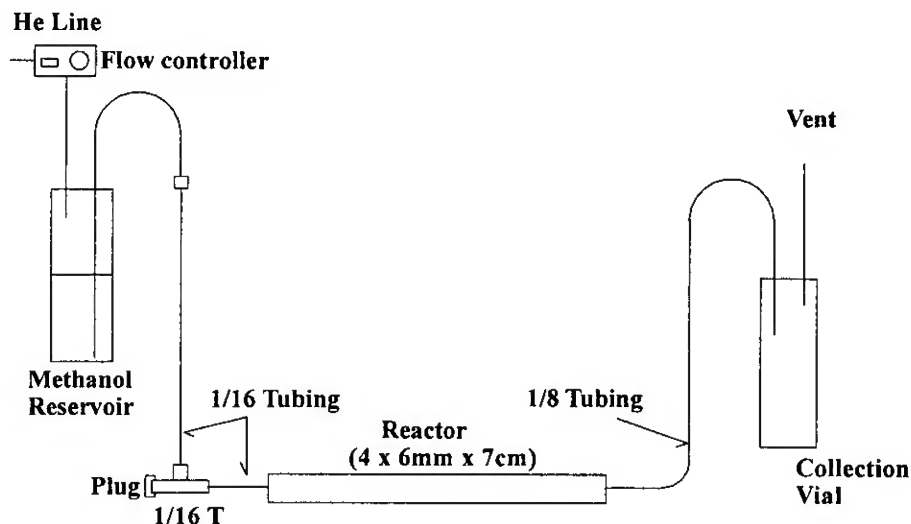 He Line
Flow controller
Vent
Methanol
Reservoir
1/16 Tubing
1/8 Tubing
Reactor
(4 x 6mm x 7cm)
Plug
1/16 T
Collection
Vial